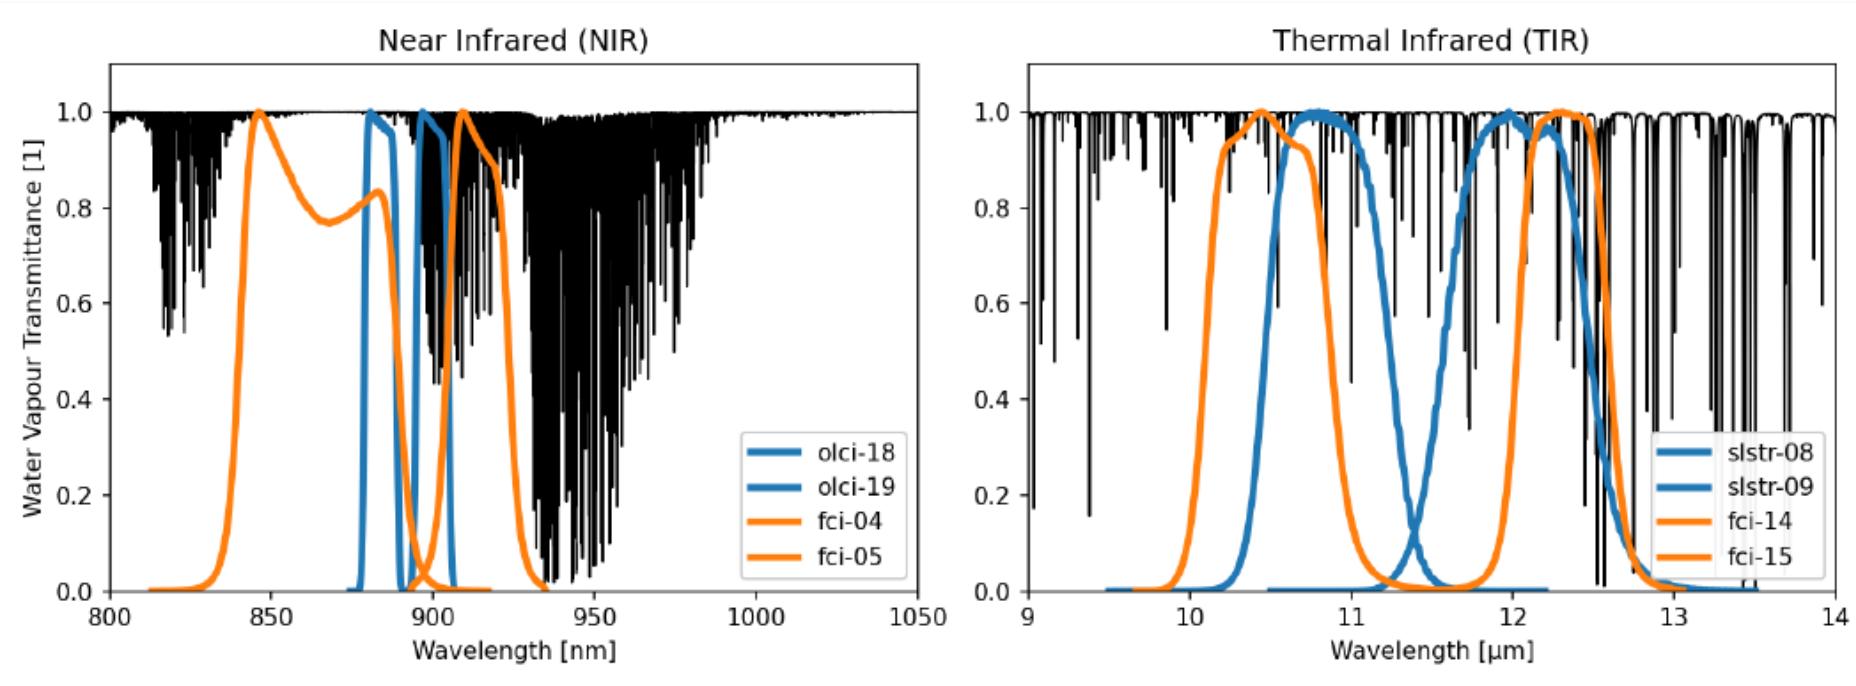 Near Infrared (NIR)
Water Vapour Transmittance [1]
1.0
0.8
0.6
0.4
0.2
0.0
olci-18
olci-19
fci-04
fci-05
800
850
900
950
1000
1050
Wavelength [nm]
Thermal Infrared (TIR)
1.0
0.8
0.6
0.4
0.2
0.0
slstr-08
slstr-09
fci-14
fci-15
9
10
11
12
13
14
Wavelength [µm]